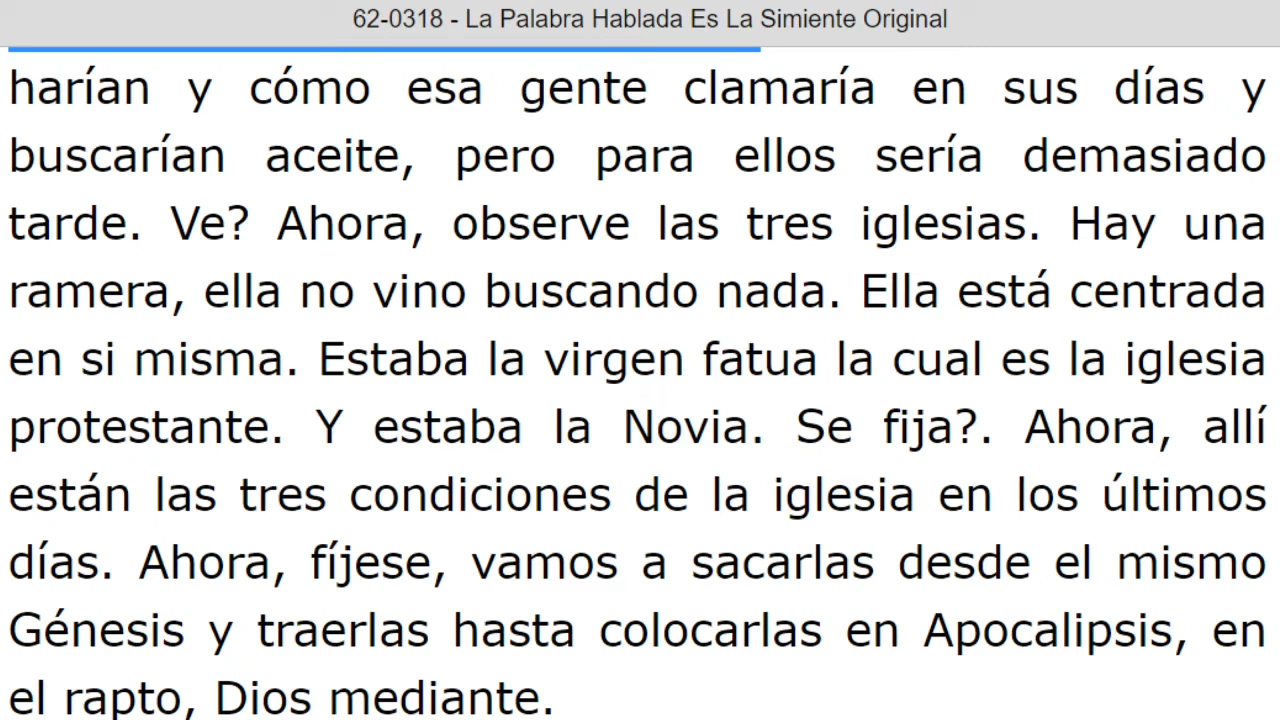 62-0318 - La Palabra Hablada Es La Simiente Original
harían y cómo esa gente clamaría en sus días y
buscarían aceite, pero para ellos sería demasiado
tarde. Ve? Ahora, observe las tres iglesias. Hay una
ramera, ella no vino buscando nada. Ella está centrada
en si misma. Estaba la virgen fatua la cual es la iglesia
protestante. Y estaba la Novia. Se fija?. Ahora, allí
están las tres condiciones de la iglesia en los últimos
días. Ahora, fíjese, vamos a sacarlas desde el mismo
Génesis y traerlas hasta colocarlas en Apocalipsis, en
el rapto, Dios mediante.